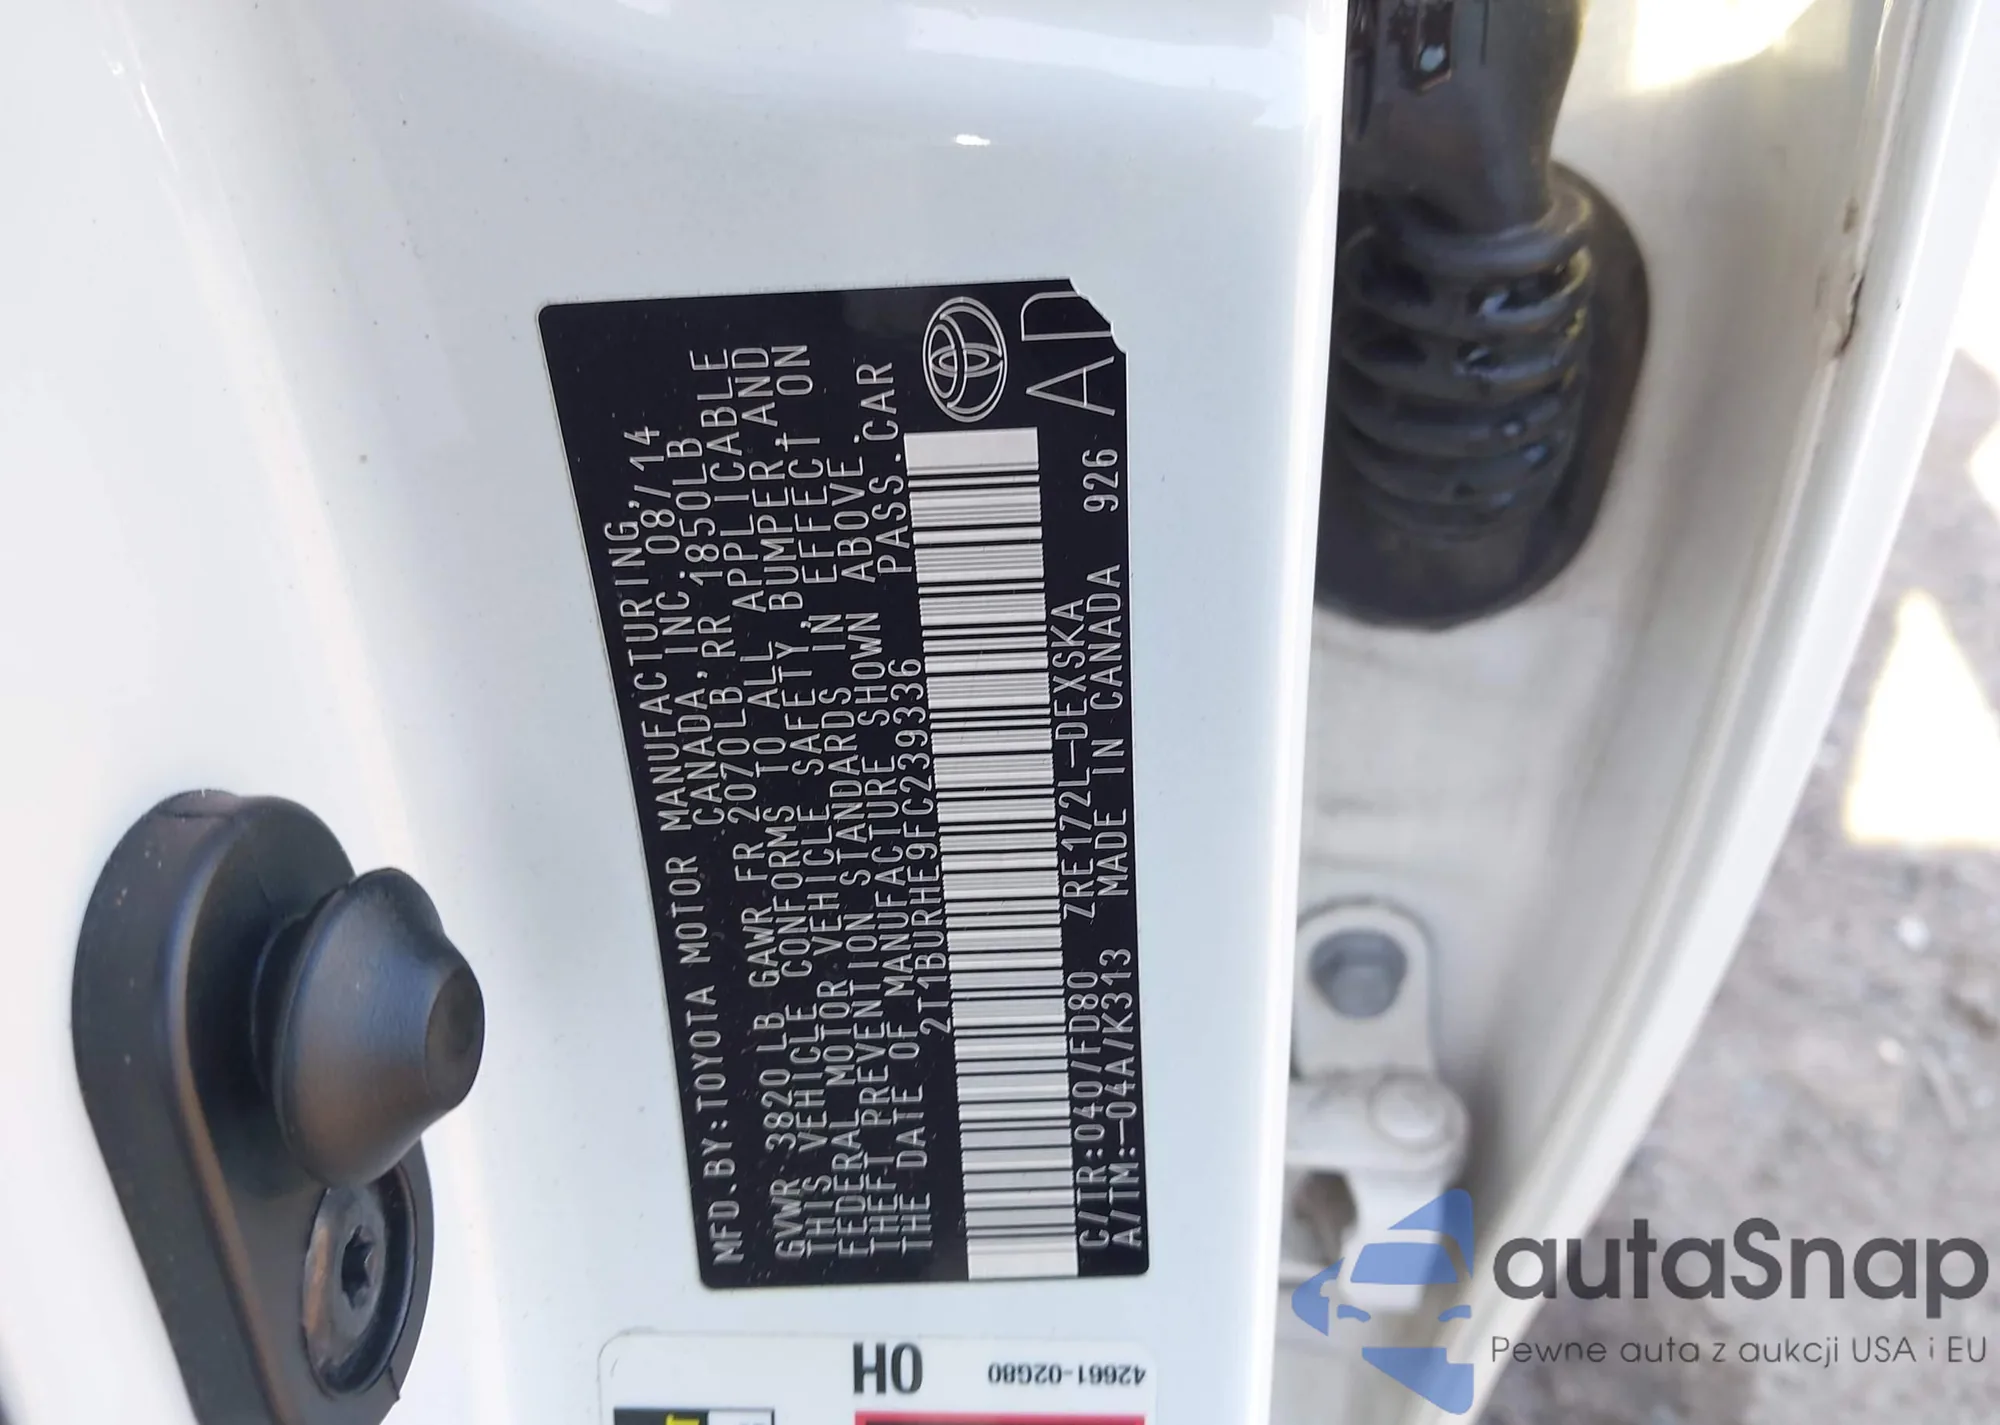 MFD.BY:TOYOTA MOTOR MANUFACTURING,
CANADA, INC. 08/14
GVWR 3820 LB GAWR FR 2070LB, RR 1850LB
THIS VEHICLE CONFORMS TO ALL APPLICABLE
FEDERAL MOTOR VEHICLE SAFETY, BUMPER, AND
THEFT PREVENTION STANDARDS IN EFFECT ON
THE DATE OF MANUFACTURE SHOWN ABOVE.
2T1BURHE9FC239336 PASS.CAR
C/TR:040/FD80 ZRE172L-DEXSKA
A/TM:-04A/K313 MADE IN CANADA 926 AD
OH
42661-02G80
autaSnap
Pewne auta z aukcji USA i EU